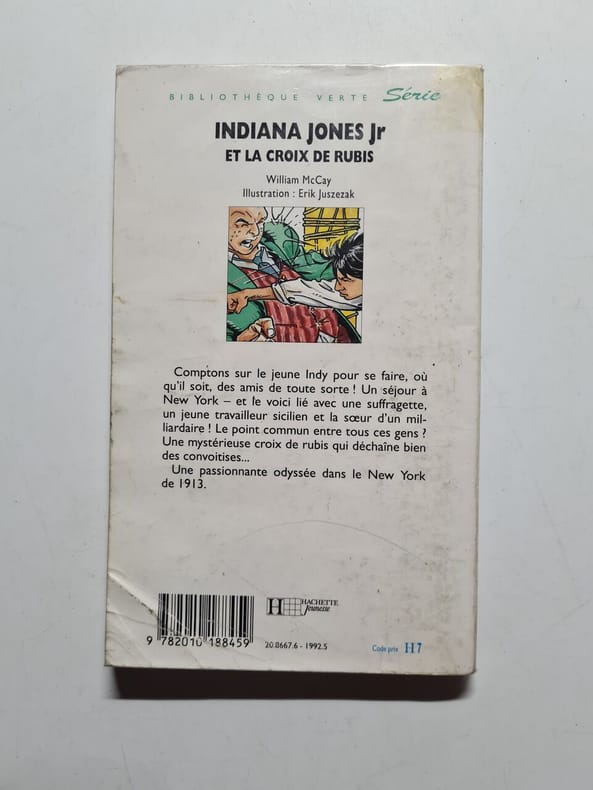 BIBLIOTHÈQUE VERTE Série
INDIANA JONES Jr
ET LA CROIX DE RUBIS
William McCay
Illustration : Erik Juszezak
Comptons sur le jeune Indy pour se faire, où
qu'il soit, des amis de toute sorte ! Un séjour à
New York – et le voici lié avec une suffragette,
un jeune travailleur sicilien et la sœur d'un mil-
liardaire ! Le point commun entre tous ces gens ?
Une mystérieuse croix de rubis qui déchaîne bien
des convoitises...
Une passionnante odyssée dans le New York
de 1913.
H HACHETTE
Jeunesse
9 782010 188459
20.8667.6 - 1992.5
Code prix H7